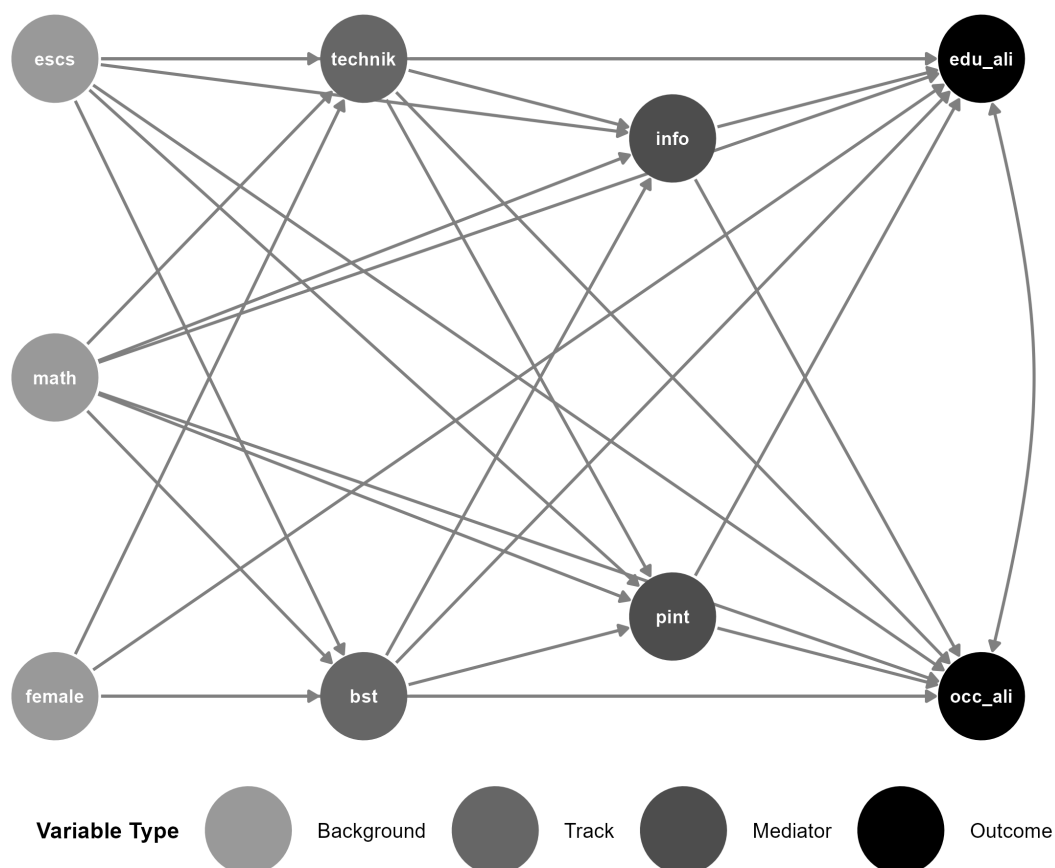 escs
technik
edu_ali
info
math
pint
female
bst
occ_ali
Variable Type Background Track Mediator Outcome